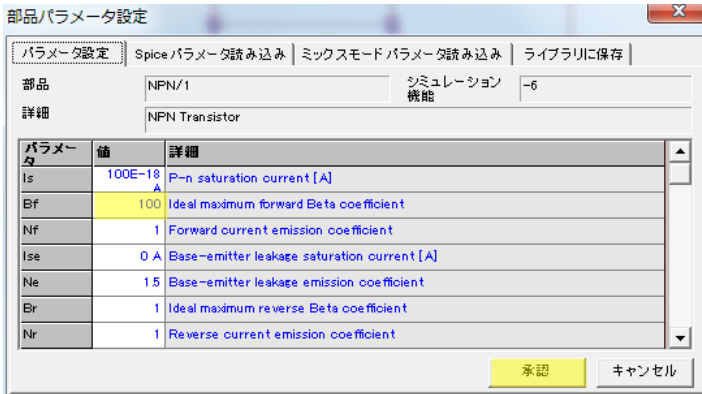 部品パラメータ設定
パラメータ設定 Spice パラメータ読み込み ミックスモード パラメータ読み込み ライブラリに保存
部品 NPN/1 シミュレーション機能 -6
詳細 NPN Transistor
パラメータ 値 詳細
Is 100E-18 A P-n saturation current [A]
Bf 100 Ideal maximum forward Beta coefficient
Nf 1 Forward current emission coefficient
Ise 0 A Base-emitter leakage saturation current [A]
Ne 1.5 Base-emitter leakage emission coefficient
Br 1 Ideal maximum reverse Beta coefficient
Nr 1 Reverse current emission coefficient
承認 キャンセル